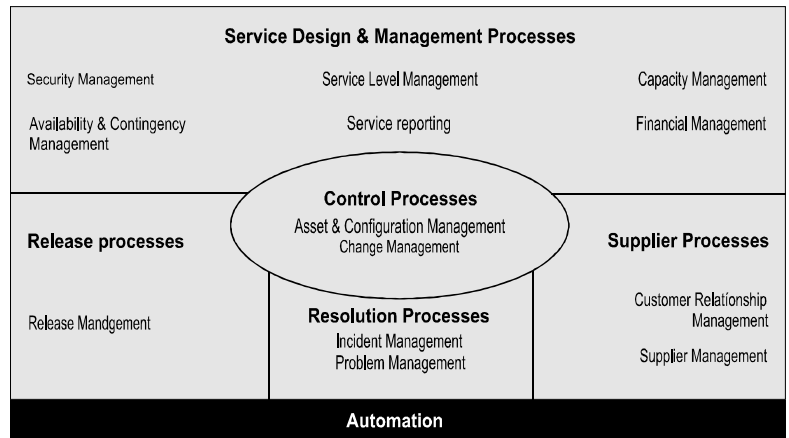 Service Design & Management Processes
Security Management
Service Level Management
Capacity Management
Availability & Contingency
Management
Service reporting
Financial Management
Control Processes
Asset & Configuration Management
Change Management
Release processes
Release Mandgement
Resolution Processes
Incident Management
Problem Management
Supplier Processes
Customer Relatíonship
Management
Supplier Management
Automation